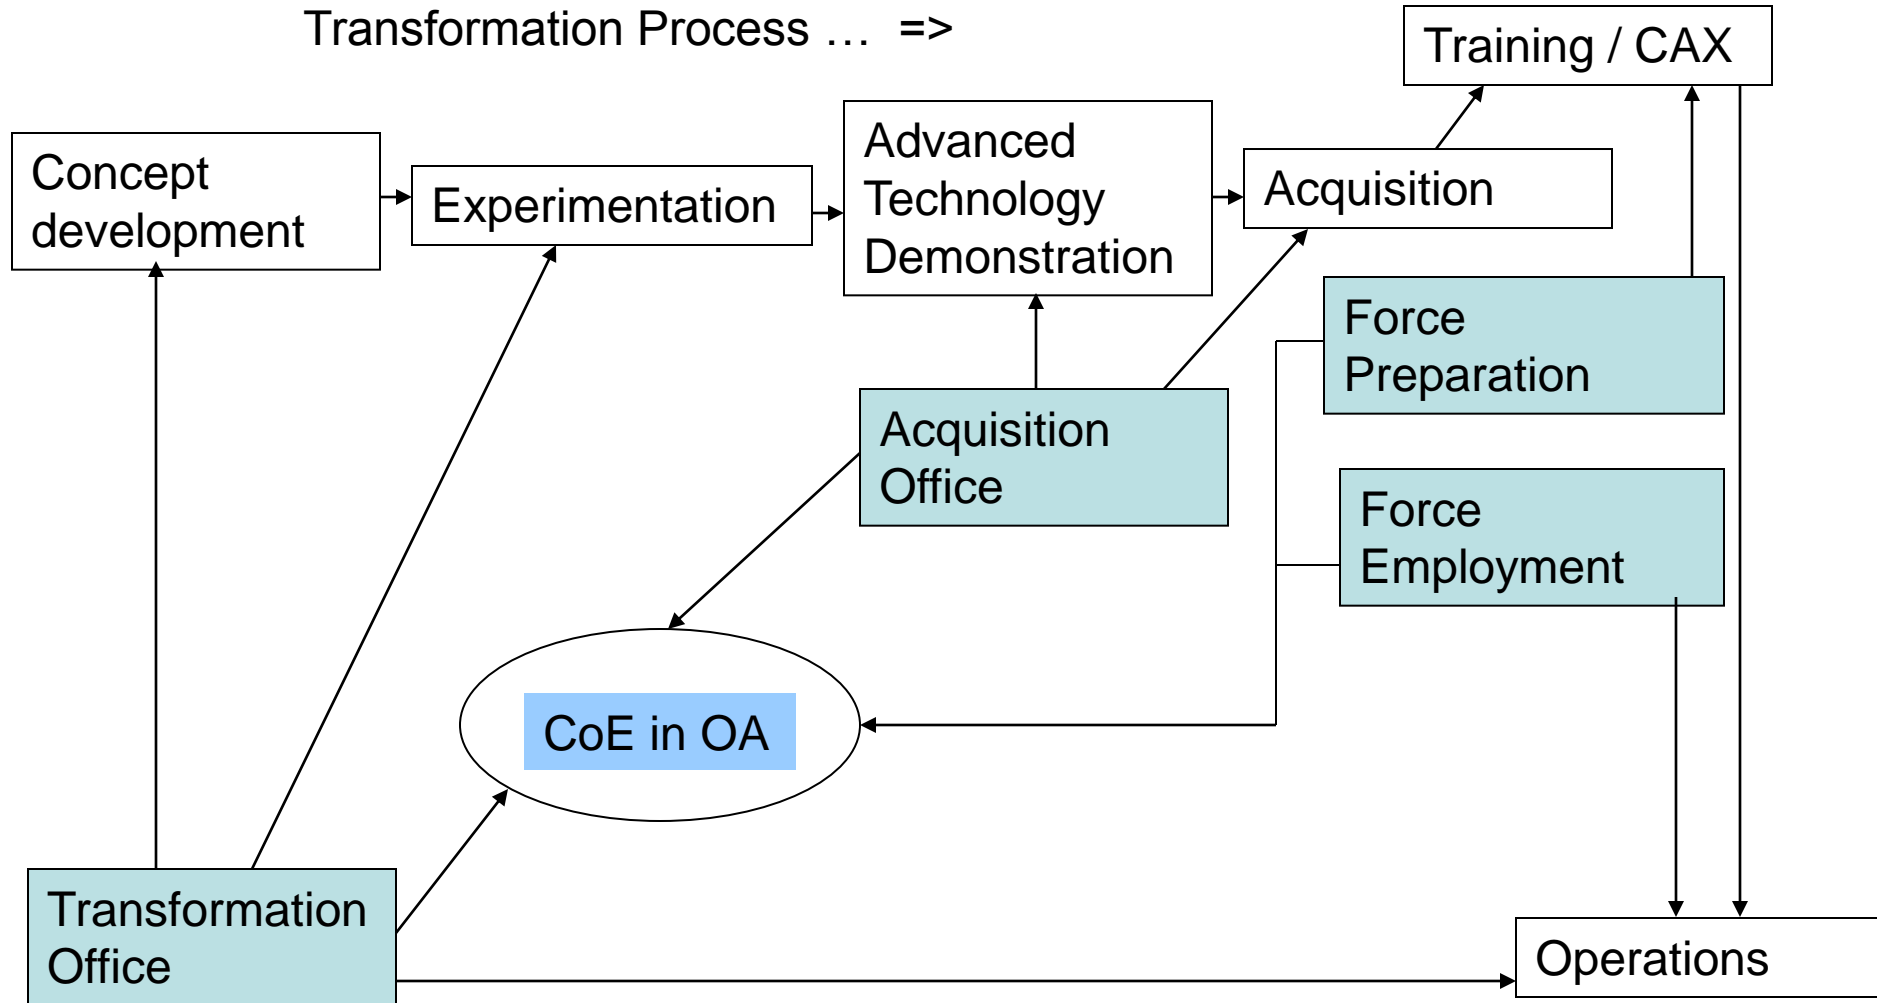 Transformation Process … =>
Training / CAX
Concept
development
Experimentation
Advanced
Technology
Demonstration
Acquisition
Force
Preparation
Acquisition
Office
Force
Employment
CoE in OA
Transformation
Office
Operations